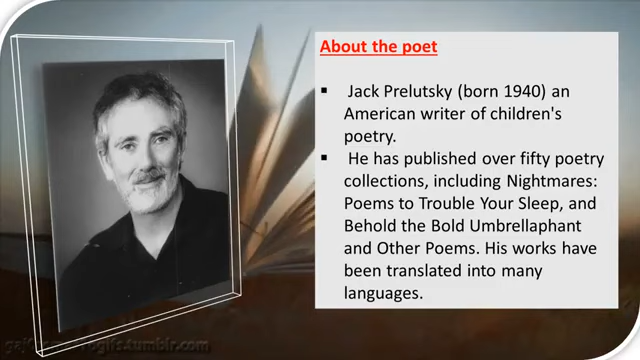 About the poet
▪ Jack Prelutsky (born 1940) an
American writer of children's
poetry.
▪ He has published over fifty poetry
collections, including Nightmares:
Poems to Trouble Your Sleep, and
Behold the Bold Umbrellaphant
and Other Poems. His works have
been translated into many
languages.